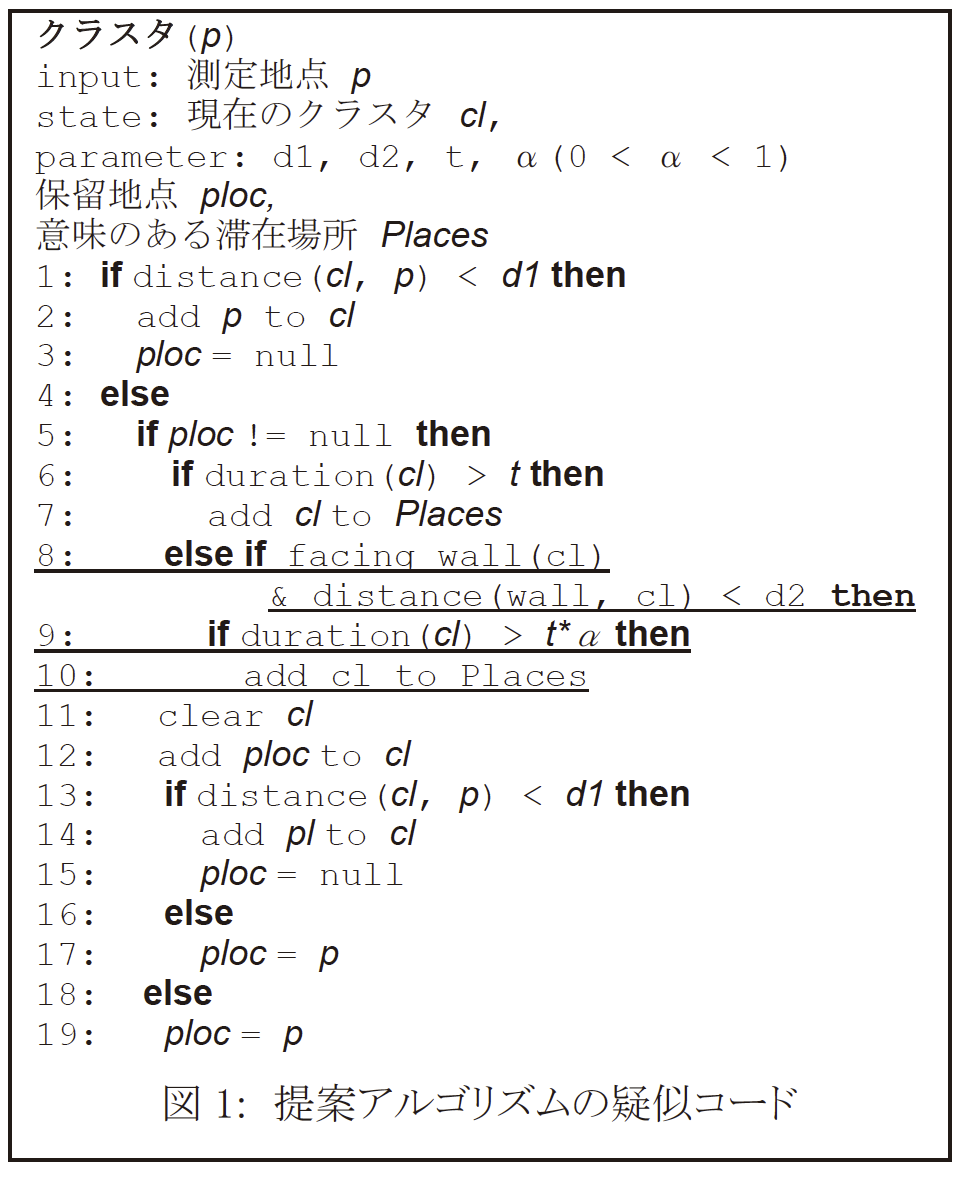 クラスタ(p)
input: 測定地点 p
state: 現在のクラスタ cl,
parameter: d1, d2, t, α(0 < α < 1)
保留地点 ploc,
意味のある滞在場所 Places
1: if distance(cl, p) < d1 then
2: add p to cl
3: ploc = null
4: else
5: if ploc != null then
6: if duration(cl) > t then
7: add cl to Places
8: else if facing wall(cl)
& distance(wall, cl) < d2 then
9: if duration(cl) > t*α then
10: add cl to Places
11: clear cl
12: add ploc to cl
13: if distance(cl, p) < d1 then
14: add pl to cl
15: ploc = null
16: else
17: ploc = p
18: else
19: ploc = p
図 1: 提案アルゴリズムの疑似コード